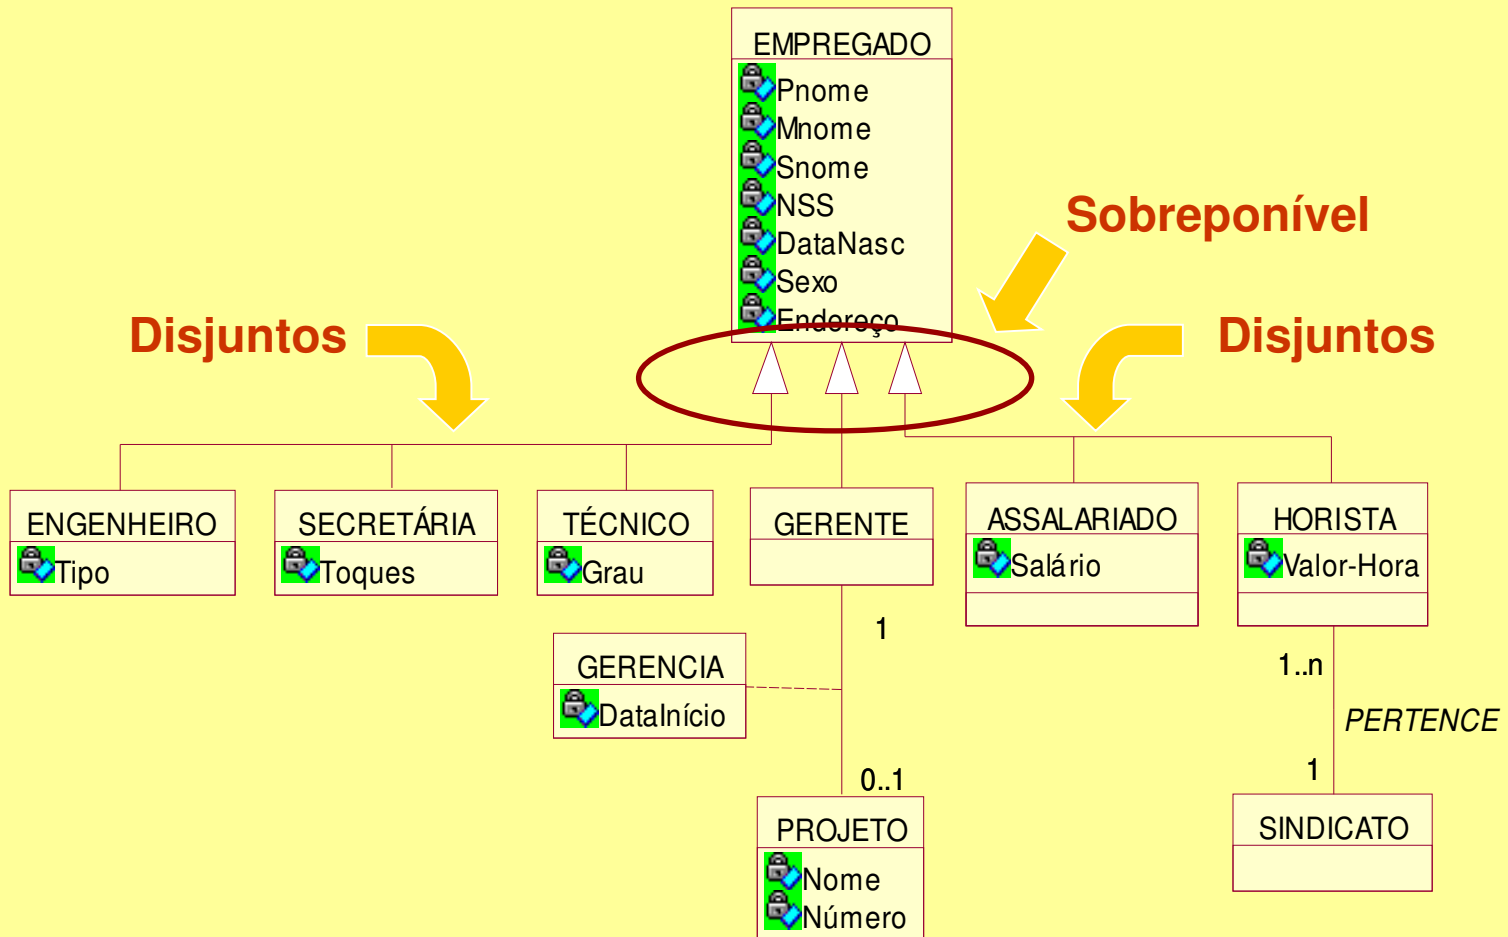 EMPREGADO
Pnome
Mnome
Snome
NSS
DataNasc
Sexo
Endereço
Sobreponível
Disjuntos
Disjuntos
ENGENHEIRO
Tipo
SECRETÁRIA
Toques
TÉCNICO
Grau
GERENTE
ASSALARIADO
Salário
HORISTA
Valor-Hora
1
GERENCIA
DataInício
0..1
1..n
PERTENCE
1
PROJETO
Nome
Número
SINDICATO